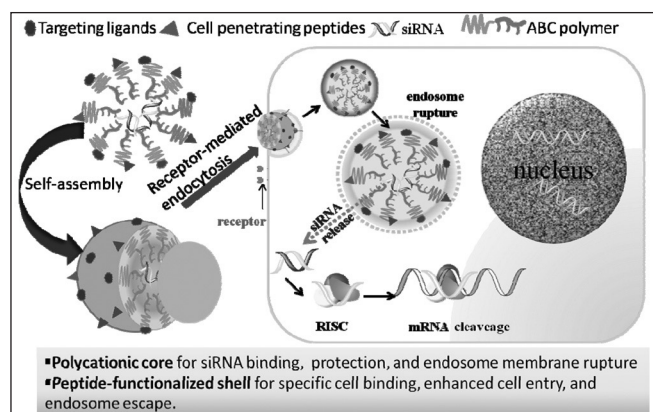 Targeting ligands Cell penetrating peptides siRNA ABC polymer
Self-assembly
Receptor-mediated
endocytosis
receptor
endosome
rupture
siRNA
release
nucleus
RISC
mRNA cleaveage
▪Polycationic core for siRNA binding, protection, and endosome membrane rupture
▪Peptide-functionalized shell for specific cell binding, enhanced cell entry, and
endosome escape.